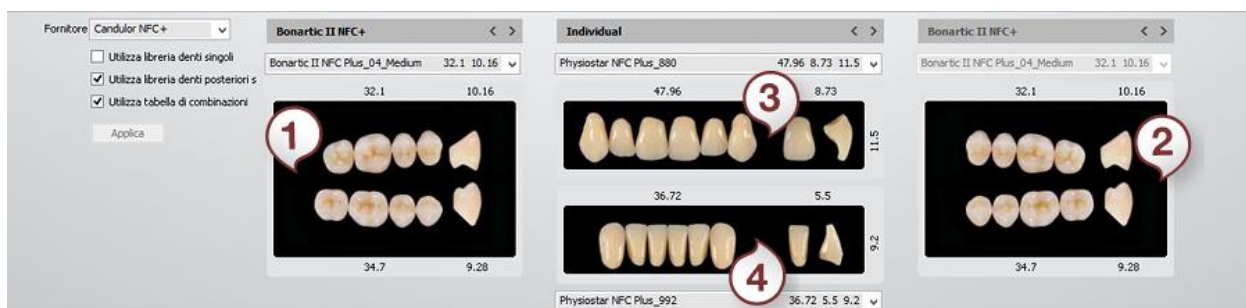 Fornitore Candulor NFC+
Utilizza libreria denti singoli
Utilizza libreria denti posteriori s
Utilizza tabella di combinazioni
Applica
Bonartic II NFC+ < >
Bonartic II NFC Plus_04_Medium 32.1 10.16
32.1 10.16
1
34.7 9.28
Individual < >
Physiostar NFC Plus_880 47.96 8.73 11.5
47.96 8.73
3
11.5
36.72 5.5
9.2
4
Physiostar NFC Plus_992 36.72 5.5 9.2
Bonartic II NFC+ < >
Bonartic II NFC Plus_04_Medium 32.1 10.16
32.1 10.16
2
34.7 9.28